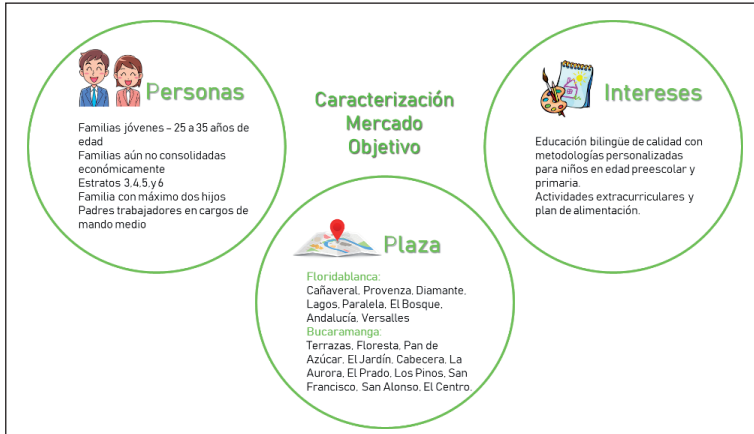 Personas
Familias jóvenes – 25 a 35 años de
edad
Familias aún no consolidadas
económicamente
Estratos 3,4,5,y 6
Familia con máximo dos hijos
Padres trabajadores en cargos de
mando medio
Caracterización
Mercado
Objetivo
Intereses
Educación bilingüe de calidad con
metodologías personalizadas
para niños en edad preescolar y
primaria.
Actividades extracurriculares y
plan de alimentación.
Plaza
Floridablanca:
Cañaveral, Provenza, Diamante,
Lagos, Paralela, El Bosque,
Andalucía, Versalles
Bucaramanga:
Terrazas, Floresta, Pan de
Azúcar, El Jardín, Cabecera, La
Aurora, El Prado, Los Pinos, San
Francisco, San Alonso, El Centro.